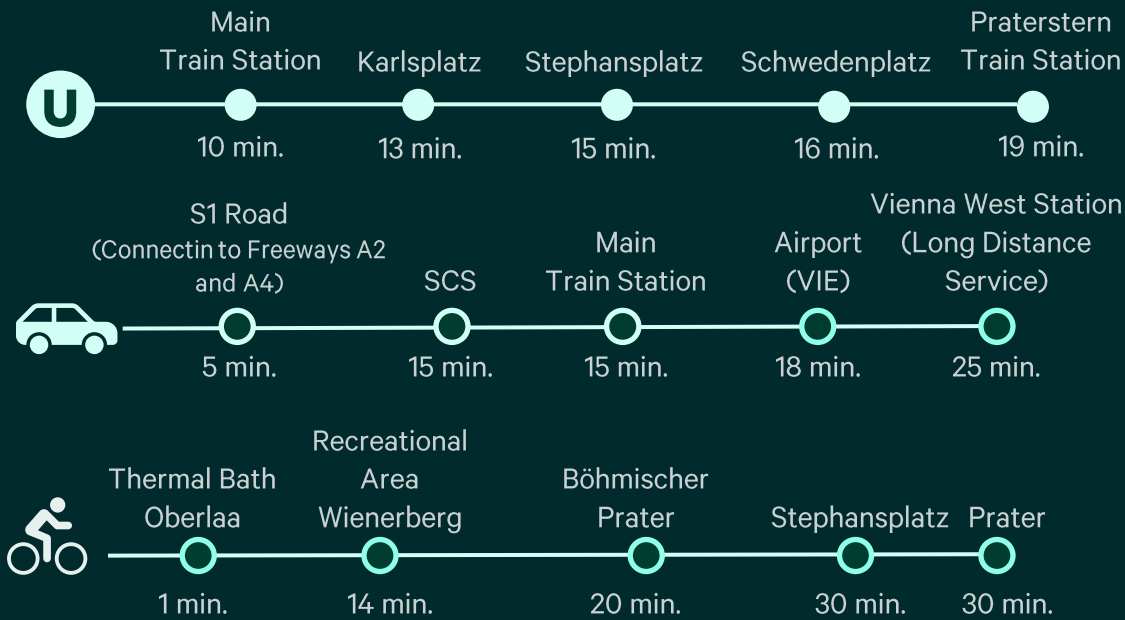 Main
Train Station
Karlsplatz
Stephansplatz
Schwedenplatz
Praterstern
Train Station
U
10 min.
13 min.
15 min.
16 min.
19 min.
S1 Road
(Connectin to Freeways A2
and A4)
SCS
Main
Train Station
Airport
(VIE)
Vienna West Station
(Long Distance
Service)
5 min.
15 min.
15 min.
18 min.
25 min.
Thermal Bath
Oberlaa
Recreational
Area
Wienerberg
Böhmischer
Prater
Stephansplatz
Prater
1 min.
14 min.
20 min.
30 min.
30 min.